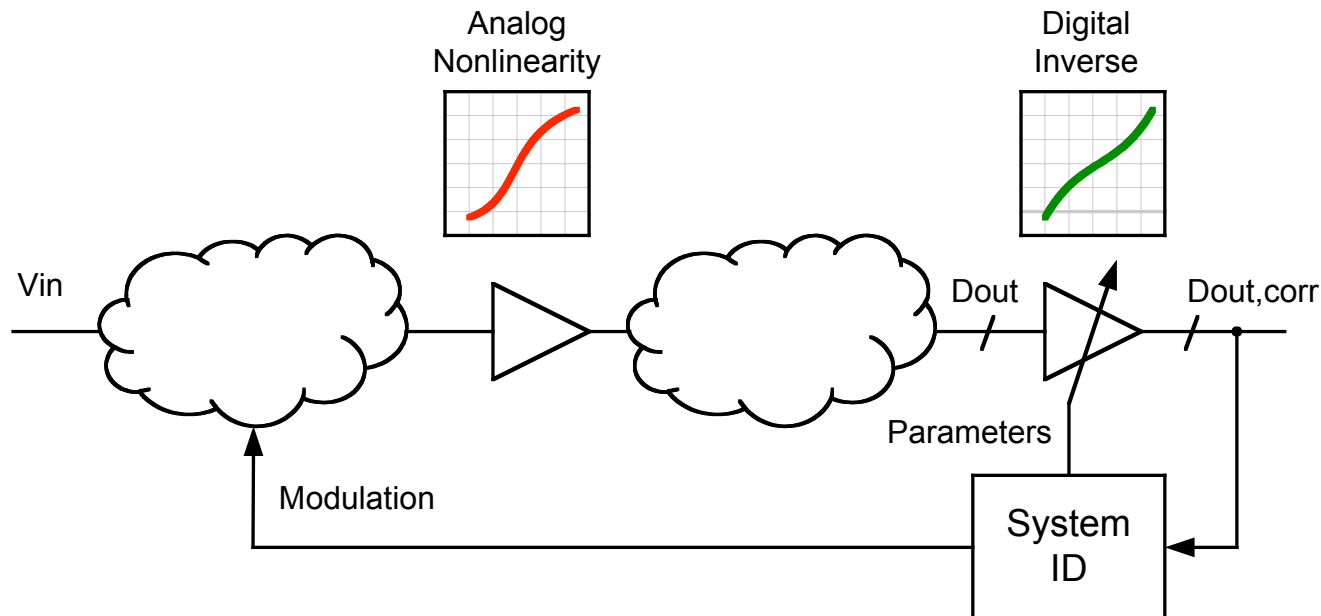 Analog
Nonlinearity
Digital
Inverse
Vin
Dout
Dout,corr
Parameters
Modulation
System
ID